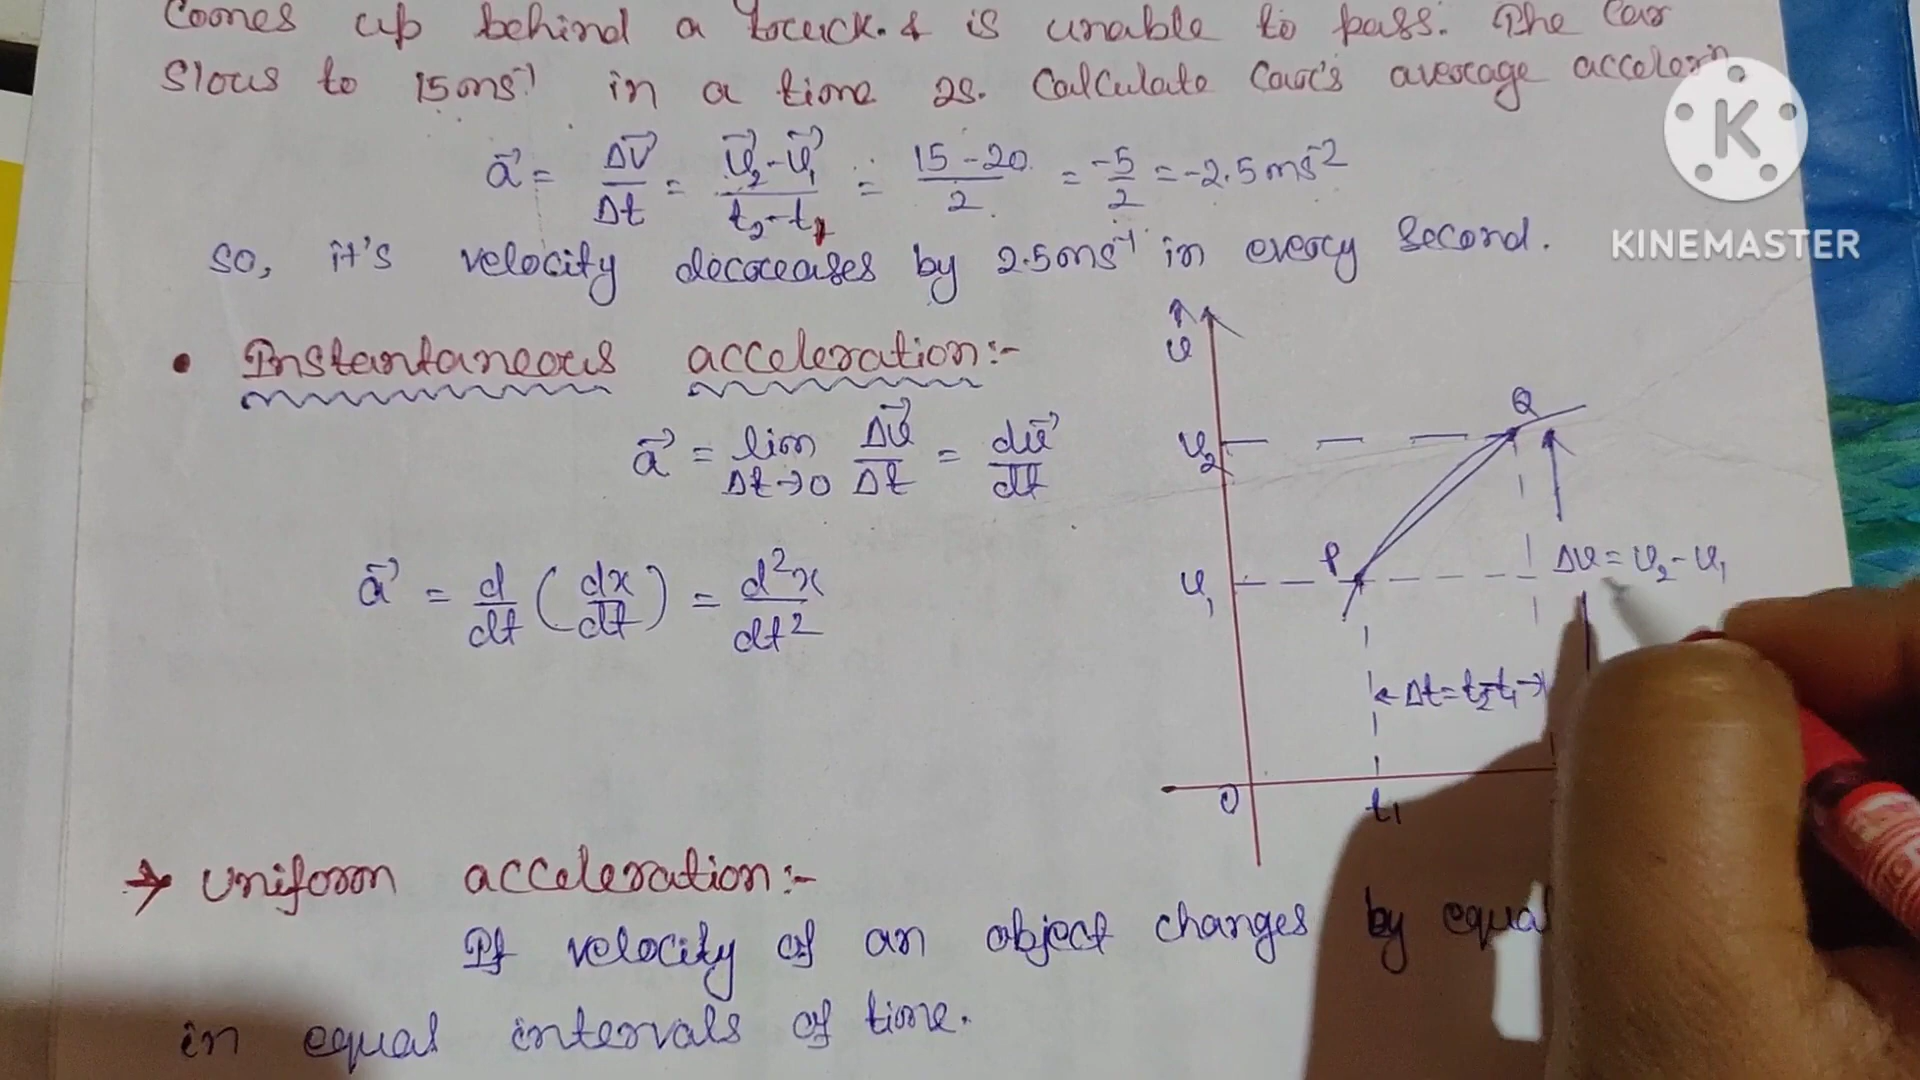 Comes up behind a truck. & is unable to pass. The Car
Slows to 15ms⁻¹ in a time 2s. Calculate Car's average
K
KINEMASTER
a⃗ = Δv⃗/Δt = (v⃗₂-v⃗₁)/(t₂-t₁) = (15-20)/2 = -5/2 = -2.5ms⁻²
so, it's velocity decreases by 2.5ms⁻¹ in every second.
• Instantaneous acceleration:-
a⃗ = lim Δt→0 Δv⃗/Δt = dv⃗/dt
a⃗ = d/dt (dx/dt) = d²x/dt²
v
Q
v₂
P
v₁
Δv = v₂-v₁
Δt = t₂-t₁
O
t₁
→ Uniform acceleration:-
If velocity of an object changes by equal
in equal intervals of time.